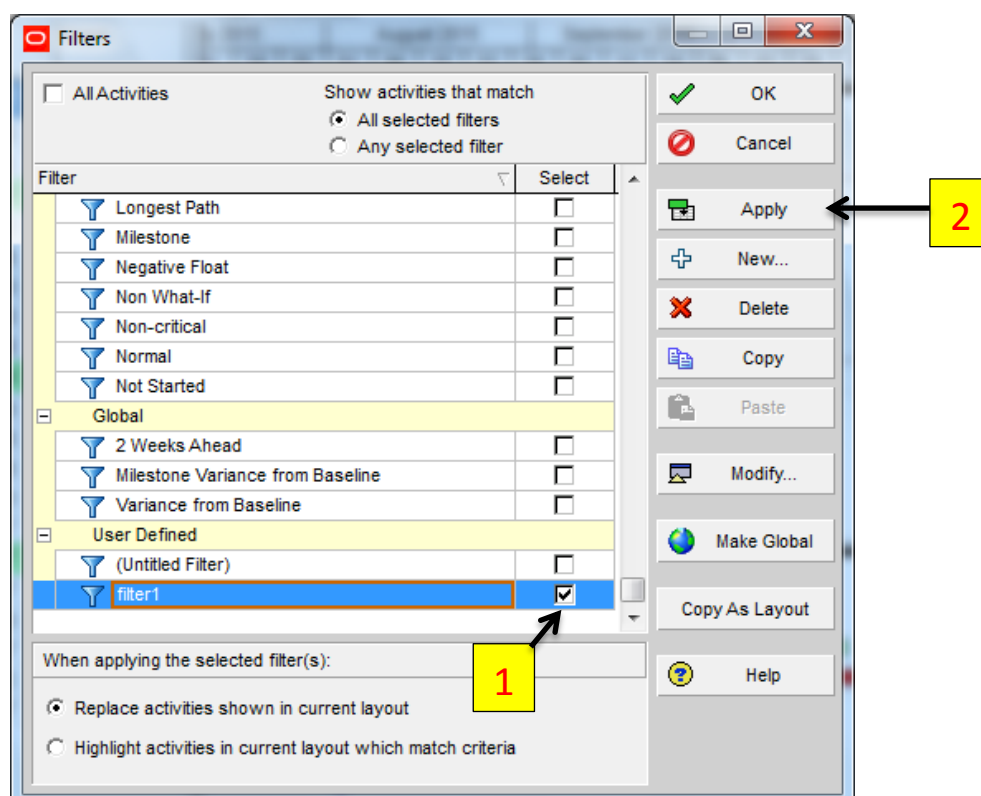 Filters
All Activities
Show activities that match
All selected filters
Any selected filter
Filter Select
Longest Path
Milestone
Negative Float
Non What-If
Non-critical
Normal
Not Started
Global
2 Weeks Ahead
Milestone Variance from Baseline
Variance from Baseline
User Defined
(Untitled Filter)
filter1
When applying the selected filter(s):
Replace activities shown in current layout
Highlight activities in current layout which match criteria
OK
Cancel
Apply
New...
Delete
Copy
Paste
Modify...
Make Global
Copy As Layout
Help
1
2